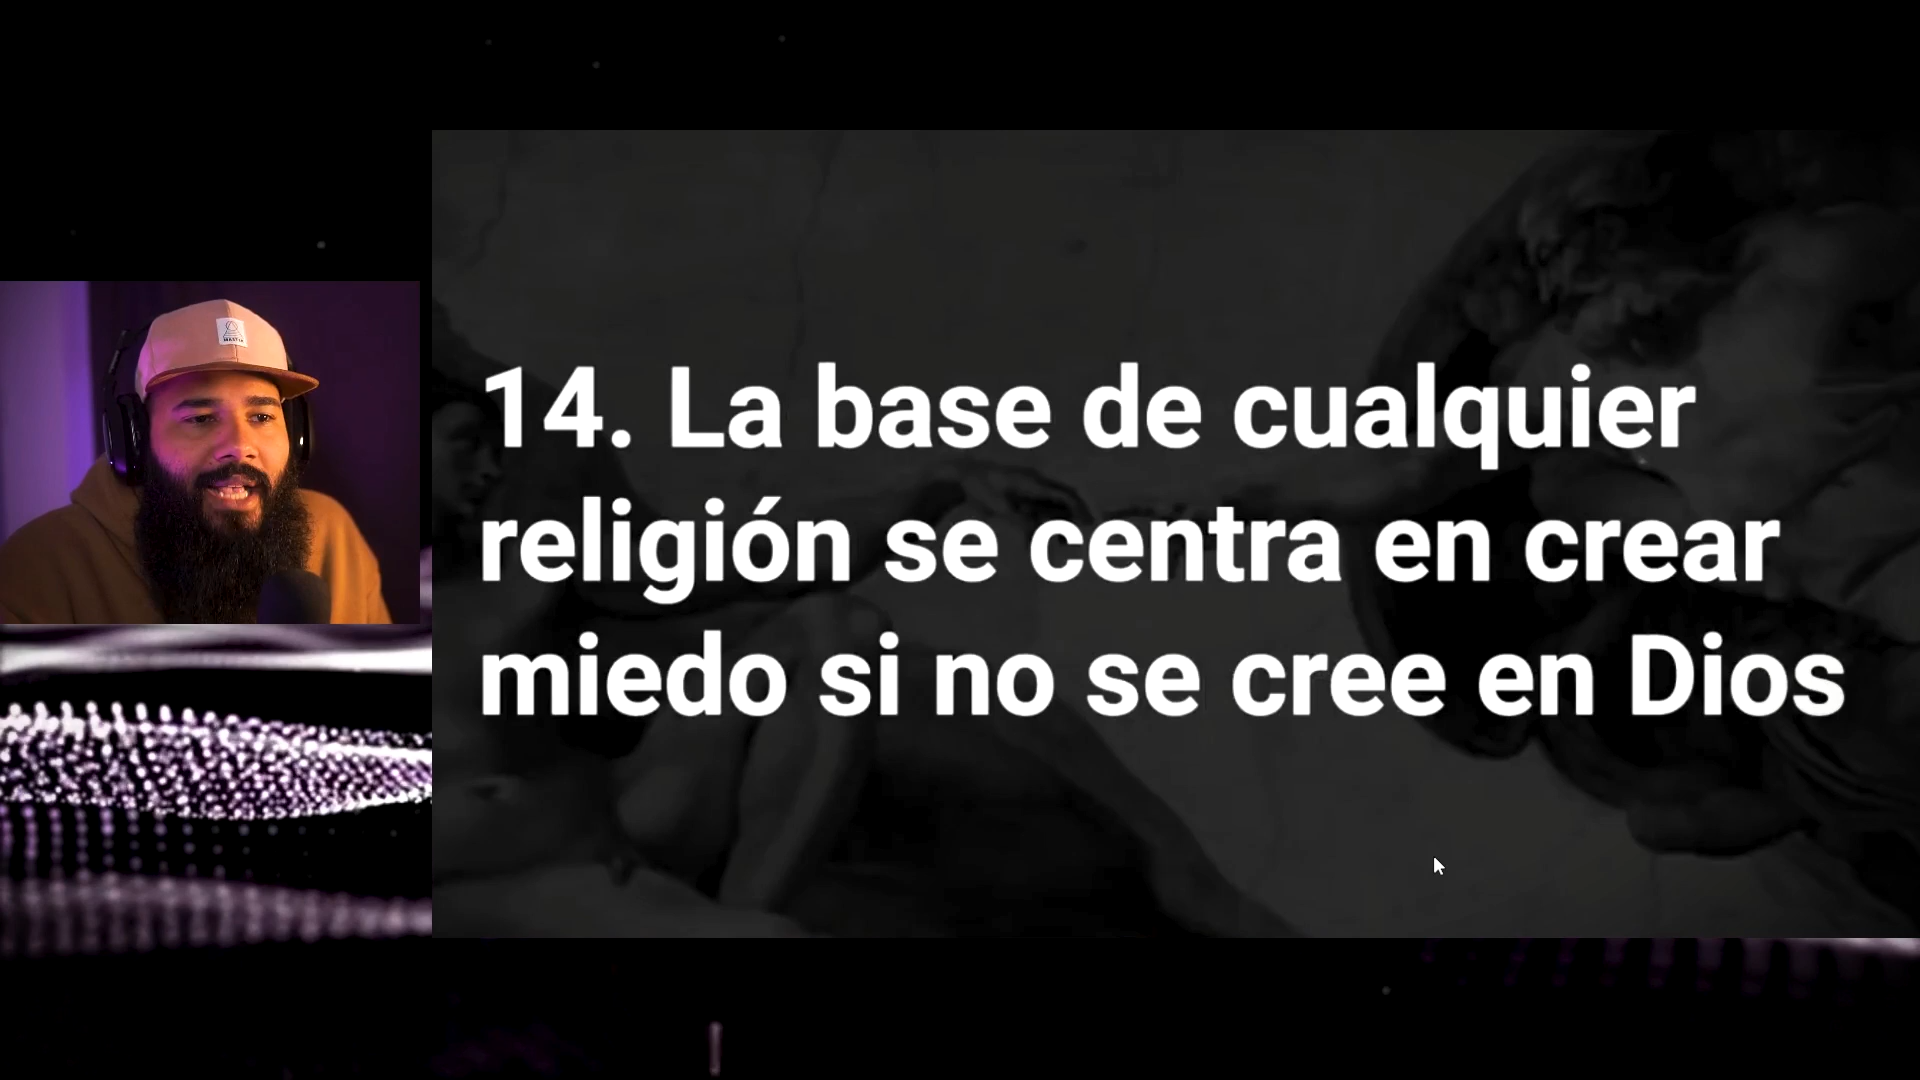 14. La base de cualquier
religión se centra en crear
miedo si no se cree en Dios